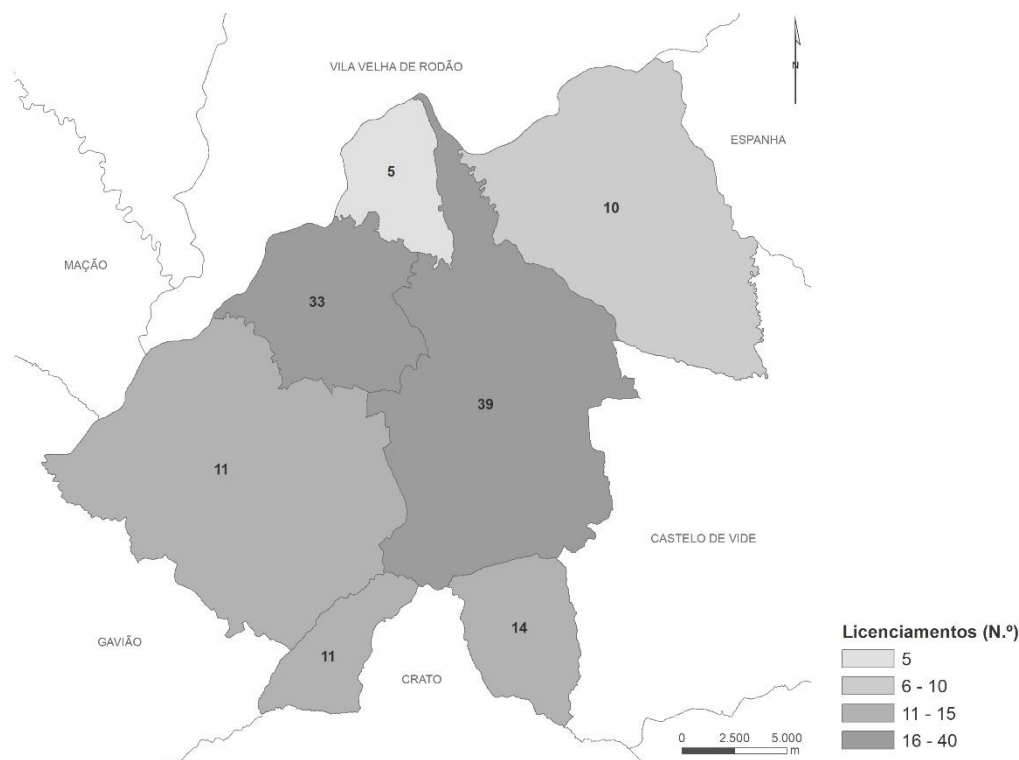 VILA VELHA DE RODÃO
N
ESPANHA
5
10
MAÇÃO
33
39
11
CASTELO DE VIDE
GAVIÃO
14
11
CRATO
Licenciamentos (N.º)
5
6 - 10
11 - 15
16 - 40
0 2.500 5.000
m